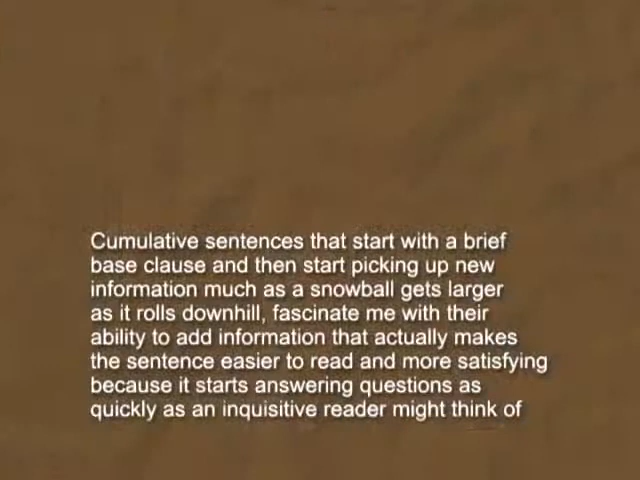 Cumulative sentences that start with a brief
base clause and then start picking up new
information much as a snowball gets larger
as it rolls downhill, fascinate me with their
ability to add information that actually makes
the sentence easier to read and more satisfying
because it starts answering questions as
quickly as an inquisitive reader might think of